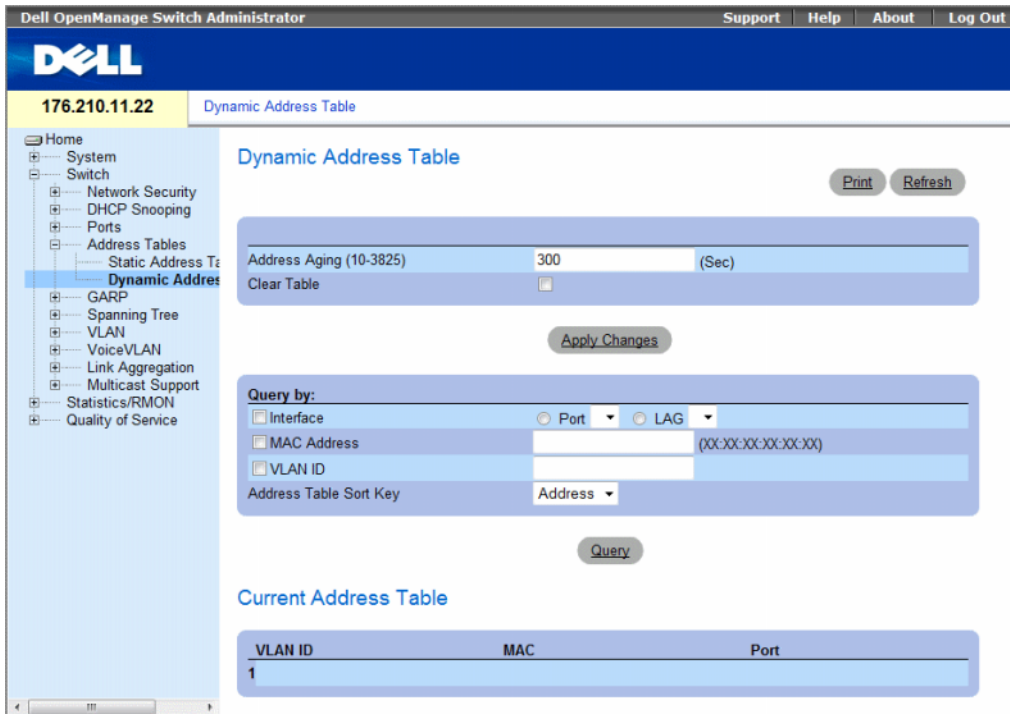 Dell OpenManage Switch Administrator
Support Help About Log Out
DELL
176.210.11.22
Dynamic Address Table
Home
System
Switch
Network Security
DHCP Snooping
Ports
Address Tables
Static Address Ta
Dynamic Addres
GARP
Spanning Tree
VLAN
VoiceVLAN
Link Aggregation
Multicast Support
Statistics/RMON
Quality of Service
Dynamic Address Table
Print Refresh
Address Aging (10-3825) 300 (Sec)
Clear Table
Apply Changes
Query by:
Interface Port LAG
MAC Address (XX:XX:XX:XX:XX:XX)
VLAN ID
Address Table Sort Key Address
Query
Current Address Table
VLAN ID MAC Port
1